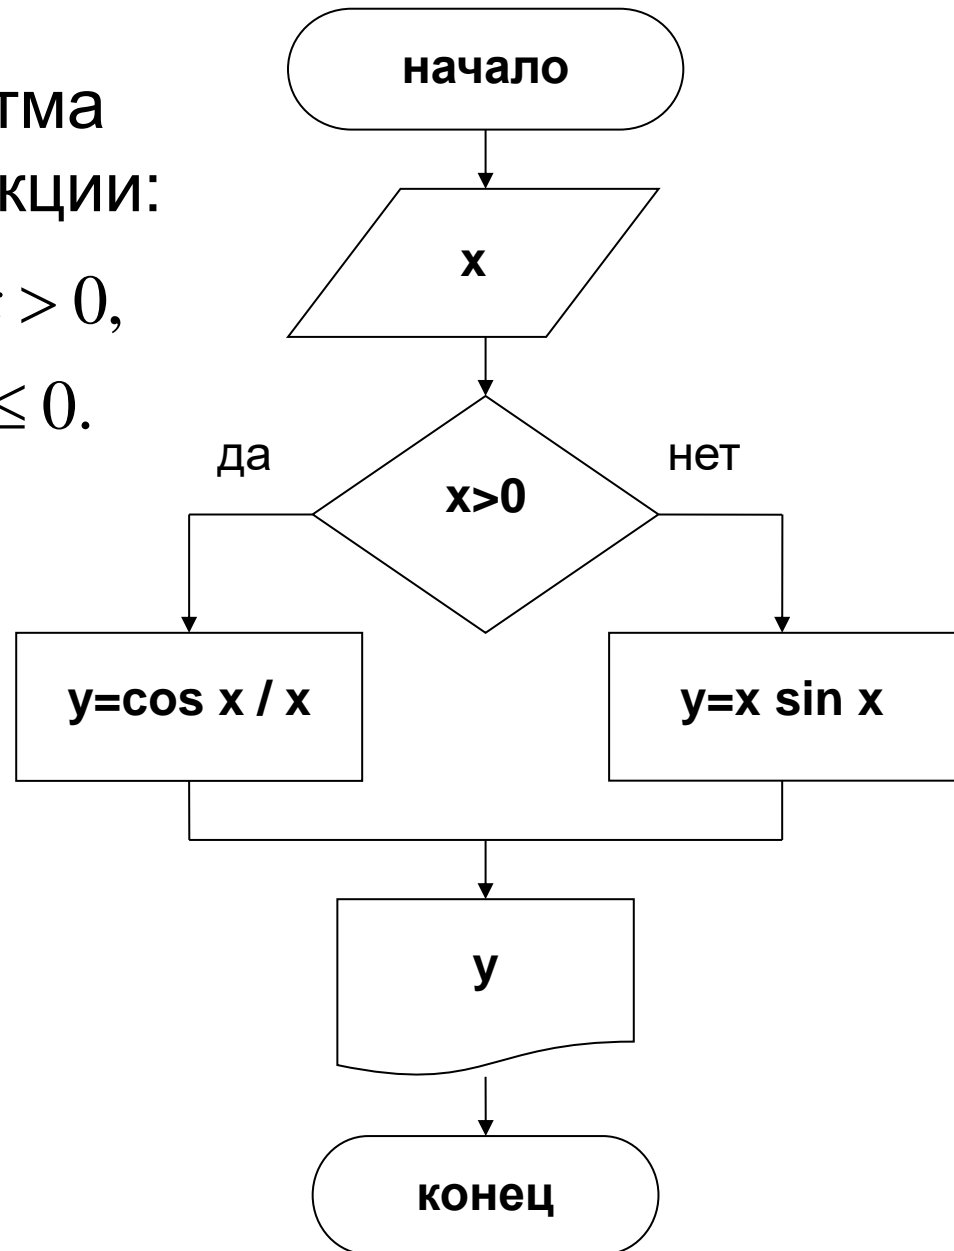 начало
тма
кции:
x
> 0,
≤ 0.
да
нет
x>0
y=cos x / x
y=x sin x
y
конец